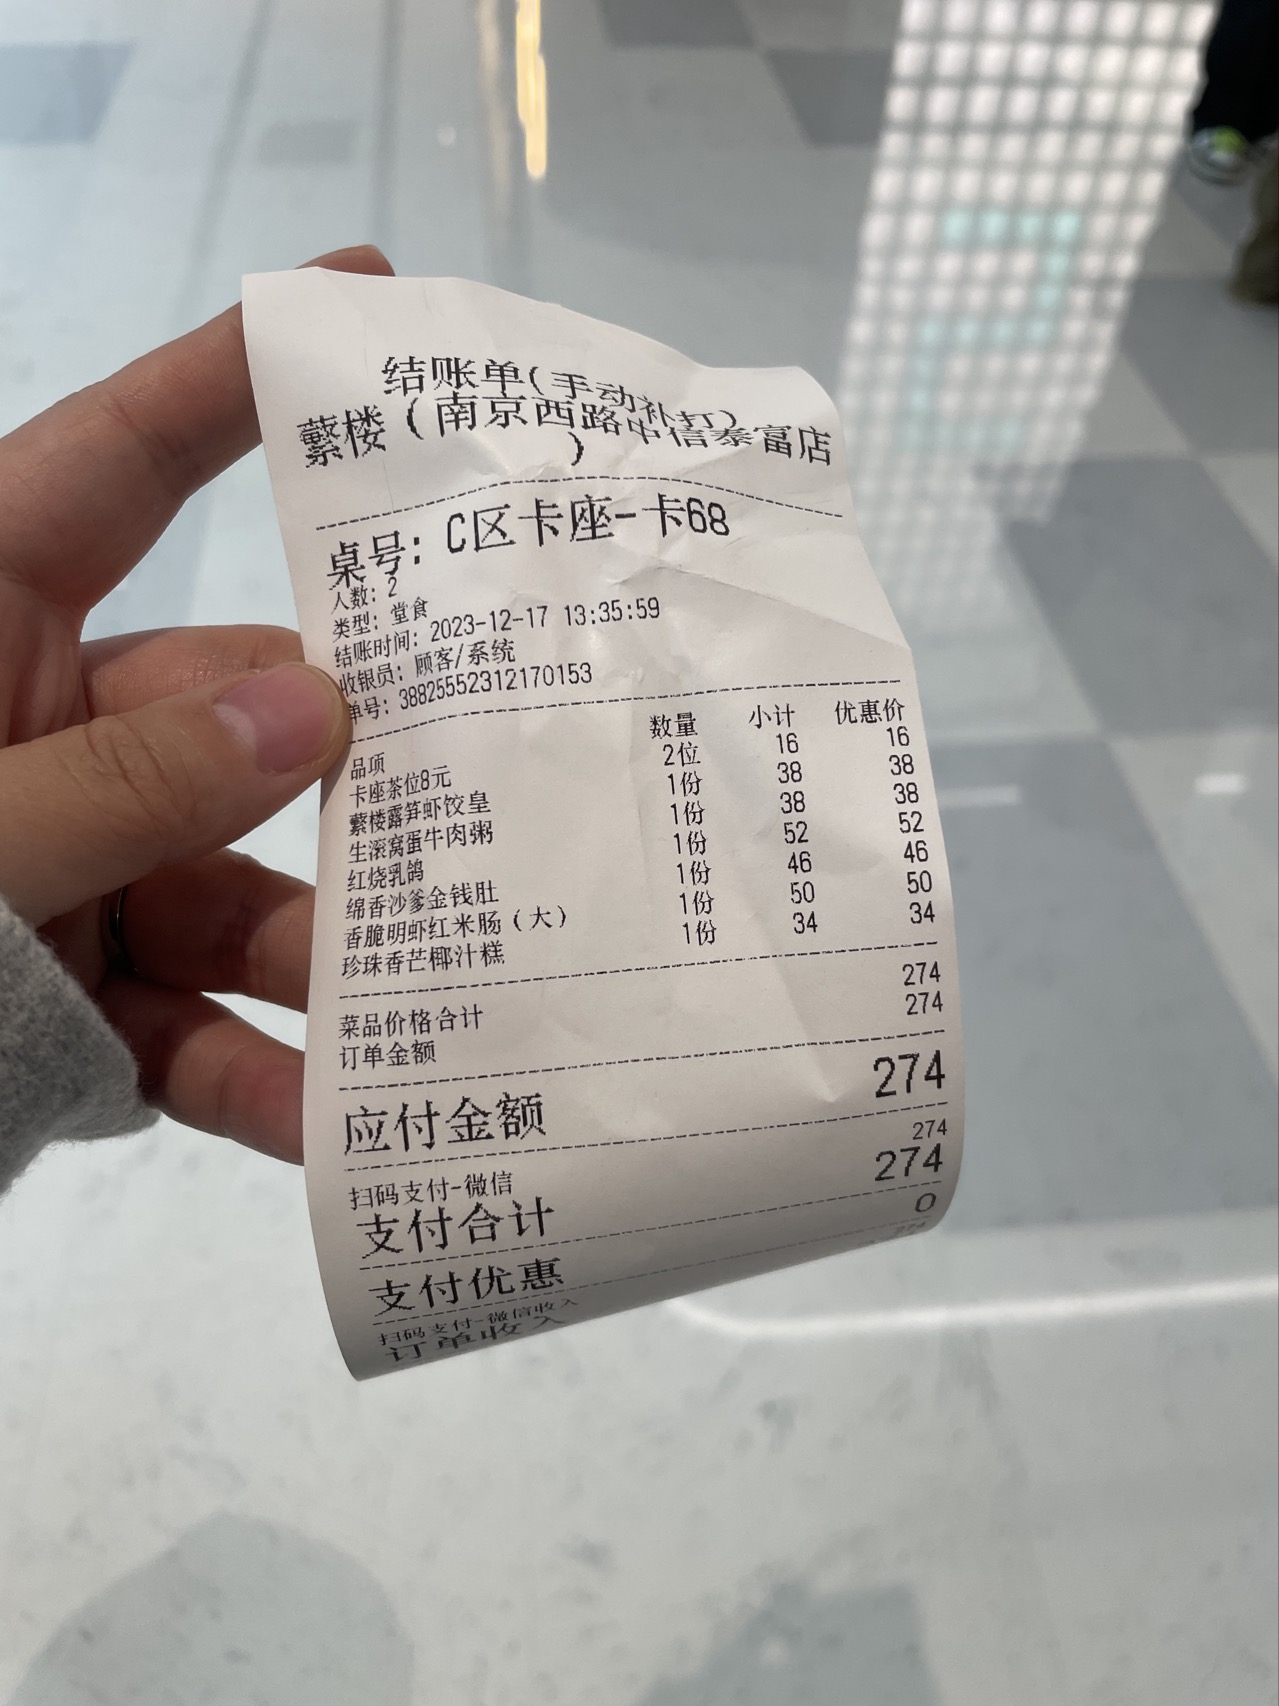 结账单(手动补打)
蘩楼(南京西路中信泰富店
)
桌号: C区卡座-卡68
人数: 2
类型: 堂食
结账时间: 2023-12-17 13:35:59
收银员: 顾客/系统
单号: 38825552312170153
品项 数量 小计 优惠价
卡座茶位8元 2位 16 16
蘩楼露笋虾饺皇 1份 38 38
生滚窝蛋牛肉粥 1份 38 38
红烧乳鸽 1份 52 52
绵香沙爹金钱肚 1份 46 46
香脆明虾红米肠(大) 1份 50 50
珍珠香芒椰汁糕 1份 34 34
菜品价格合计 274
订单金额 274
应付金额 274
扫码支付-微信 274
支付合计 274
支付优惠 0
扫码支付-微信收入 274
订单收入